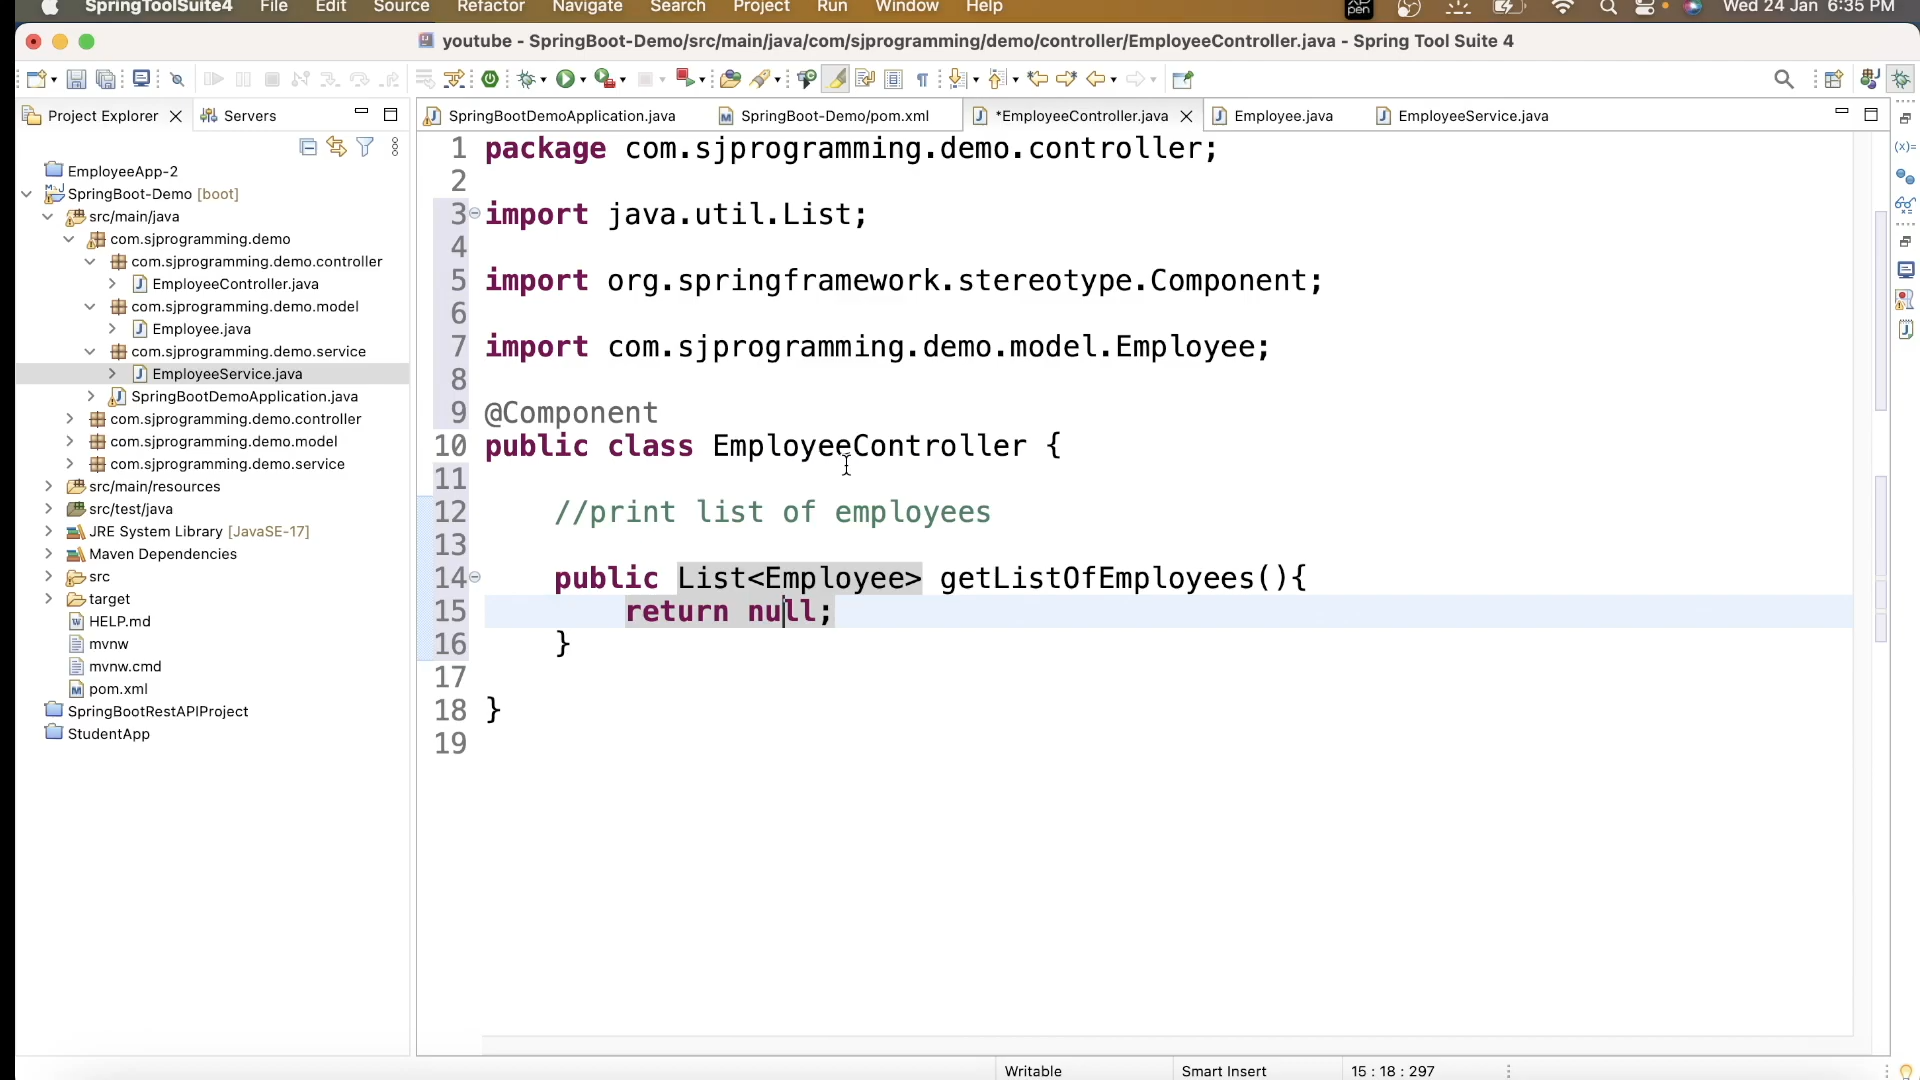 SpringToolSuite4 File Edit Source Refactor Navigate Search Project Run Window Help pen Wed 24 Jan 6:35 PM
youtube - SpringBoot-Demo/src/main/java/com/sjprogramming/demo/controller/EmployeeController.java - Spring Tool Suite 4
Project Explorer Servers
SpringBootDemoApplication.java SpringBoot-Demo/pom.xml *EmployeeController.java Employee.java EmployeeService.java
EmployeeApp-2
SpringBoot-Demo [boot]
src/main/java
com.sjprogramming.demo
com.sjprogramming.demo.controller
EmployeeController.java
com.sjprogramming.demo.model
Employee.java
com.sjprogramming.demo.service
EmployeeService.java
SpringBootDemoApplication.java
com.sjprogramming.demo.controller
com.sjprogramming.demo.model
com.sjprogramming.demo.service
src/main/resources
src/test/java
JRE System Library [JavaSE-17]
Maven Dependencies
src
target
HELP.md
mvnw
mvnw.cmd
pom.xml
SpringBootRestAPIProject
StudentApp
1 package com.sjprogramming.demo.controller;
2
3 import java.util.List;
4
5 import org.springframework.stereotype.Component;
6
7 import com.sjprogramming.demo.model.Employee;
8
9 @Component
10 public class EmployeeController {
11
12 //print list of employees
13
14 public List<Employee> getListOfEmployees(){
15 return null;
16 }
17
18 }
19
Writable Smart Insert 15 : 18 : 297